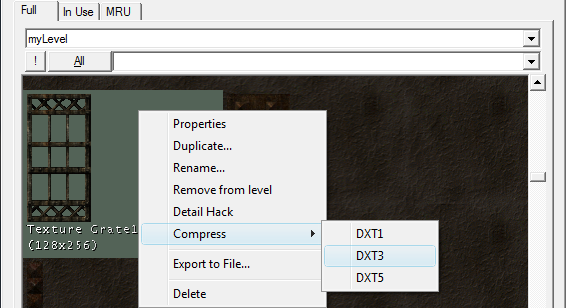 Full In Use MRU
myLevel
! All
Texture Grate1
(128x256)
Properties
Duplicate...
Rename...
Remove from level
Detail Hack
Compress
Export to File...
Delete
DXT1
DXT3
DXT5